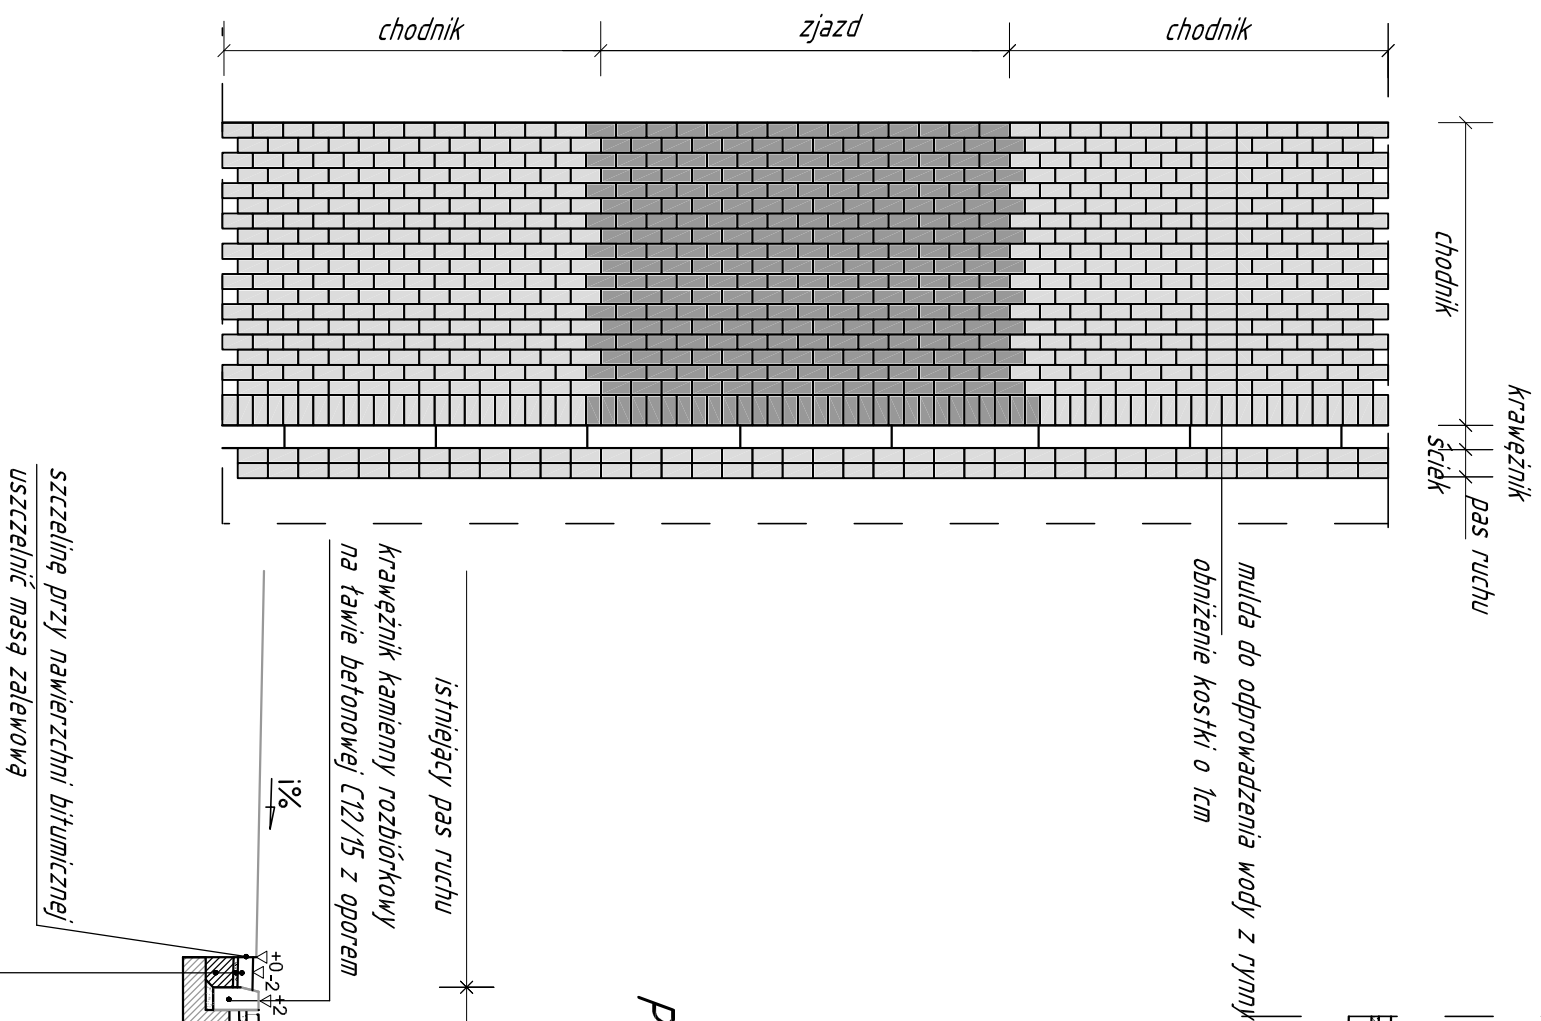 chodnik
zjazd
chodnik
chodnik
krawężnik
ściek
pas ruchu
mulda do odprowadzenia wody z rynny
obniżenie kostki o 1cm
istniejący pas ruchu
krawężnik kamienny rozbiórkowy
na ławie betonowej C12/15 z oporem
i%
szczelinę przy nawierzchni bitumicznej
uszczelnić masą zalewową
+0
-2
+2
P